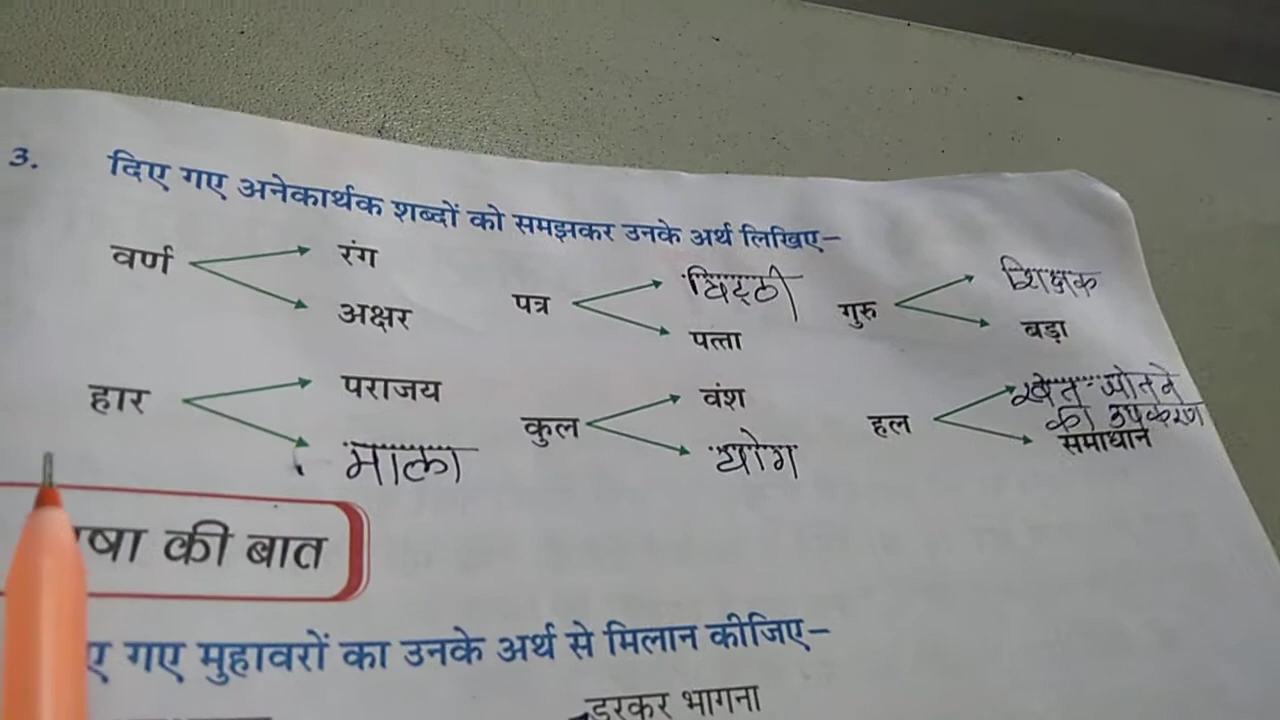 3. दिए गए अनेकार्थक शब्दों को समझकर उनके अर्थ लिखिए–
वर्ण रंग
अक्षर
पत्र चिट्ठी
पत्ता
गुरु शिक्षक
बड़ा
हार पराजय
माला
कुल वंश
योग
हल खेत जोतने
का उपकरण
समाधान
षा की बात
ए गए मुहावरों का उनके अर्थ से मिलान कीजिए–
डरकर भागना